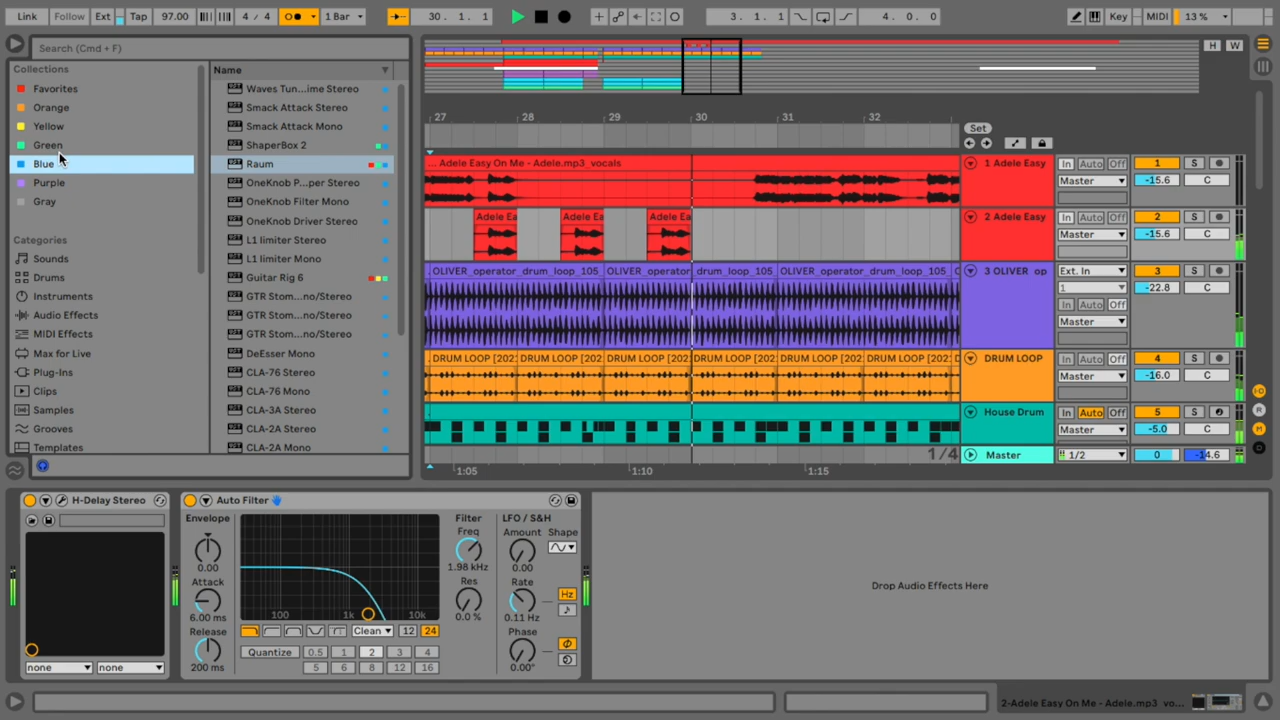 Link Follow Ext Tap 97.00 4 / 4 1 Bar 30. 1. 1 3. 1. 1 4. 0. 0 Key MIDI 13 %
Search (Cmd + F)
H W
Collections
Favorites
Orange
Yellow
Green
Blue
Purple
Gray
Categories
Sounds
Drums
Instruments
Audio Effects
MIDI Effects
Max for Live
Plug-Ins
Clips
Samples
Grooves
Templates
Name
Waves Tun...ime Stereo
Smack Attack Stereo
Smack Attack Mono
ShaperBox 2
Raum
OneKnob P...per Stereo
OneKnob Filter Mono
OneKnob Driver Stereo
L1 limiter Stereo
L1 limiter Mono
Guitar Rig 6
GTR Stom...no/Stereo
GTR Stom...no/Stereo
GTR Stom...no/Stereo
DeEsser Mono
CLA-76 Stereo
CLA-76 Mono
CLA-3A Stereo
CLA-2A Stereo
CLA-2A Mono
27 28 29 30 31 32
Set
... Adele Easy On Me - Adele.mp3_vocals
1 Adele Easy In Auto Off 1 S
Master -15.6 C
Adele Ea Adele Ea Adele Ea
2 Adele Easy In Auto Off 2 S
Master -15.6 C
OLIVER_operator_drum_loop_105 OLIVER_operator drum_loop_105 OLIVER_operator_drum_loop_105
3 OLIVER op Ext. In 3 S
1 -22.8 C
In Auto Off
Master
DRUM LOOP [202 DRUM LOOP [202 DRUM LOOP [202 DRUM LOOP [202 DRUM LOOP [202 DRUM LOOP [202
DRUM LOOP In Auto Off 4 S
Master -16.0 C
House Drum In Auto Off 5 S
Master -5.0 C
1/4 Master 1/2 0 -14.6
1:05 1:10 1:15
H-Delay Stereo
none none
Auto Filter
Envelope
0.00
Attack
6.00 ms
Release
200 ms
100 1k 10k
Clean 12 24
Quantize 0.5 1 2 3 4
5 6 8 12 16
Filter
Freq
1.98 kHz
Res
0.0 %
LFO / S&H
Amount Shape
0.00
Rate
0.11 Hz
Hz
Phase
0.00°
Drop Audio Effects Here
2-Adele Easy On Me - Adele.mp3 vo...